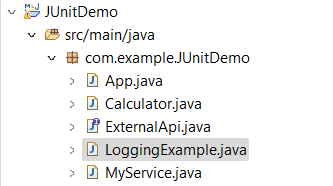 JUnitDemo
src/main/java
com.example.JUnitDemo
App.java
Calculator.java
ExternalApi.java
LoggingExample.java
MyService.java